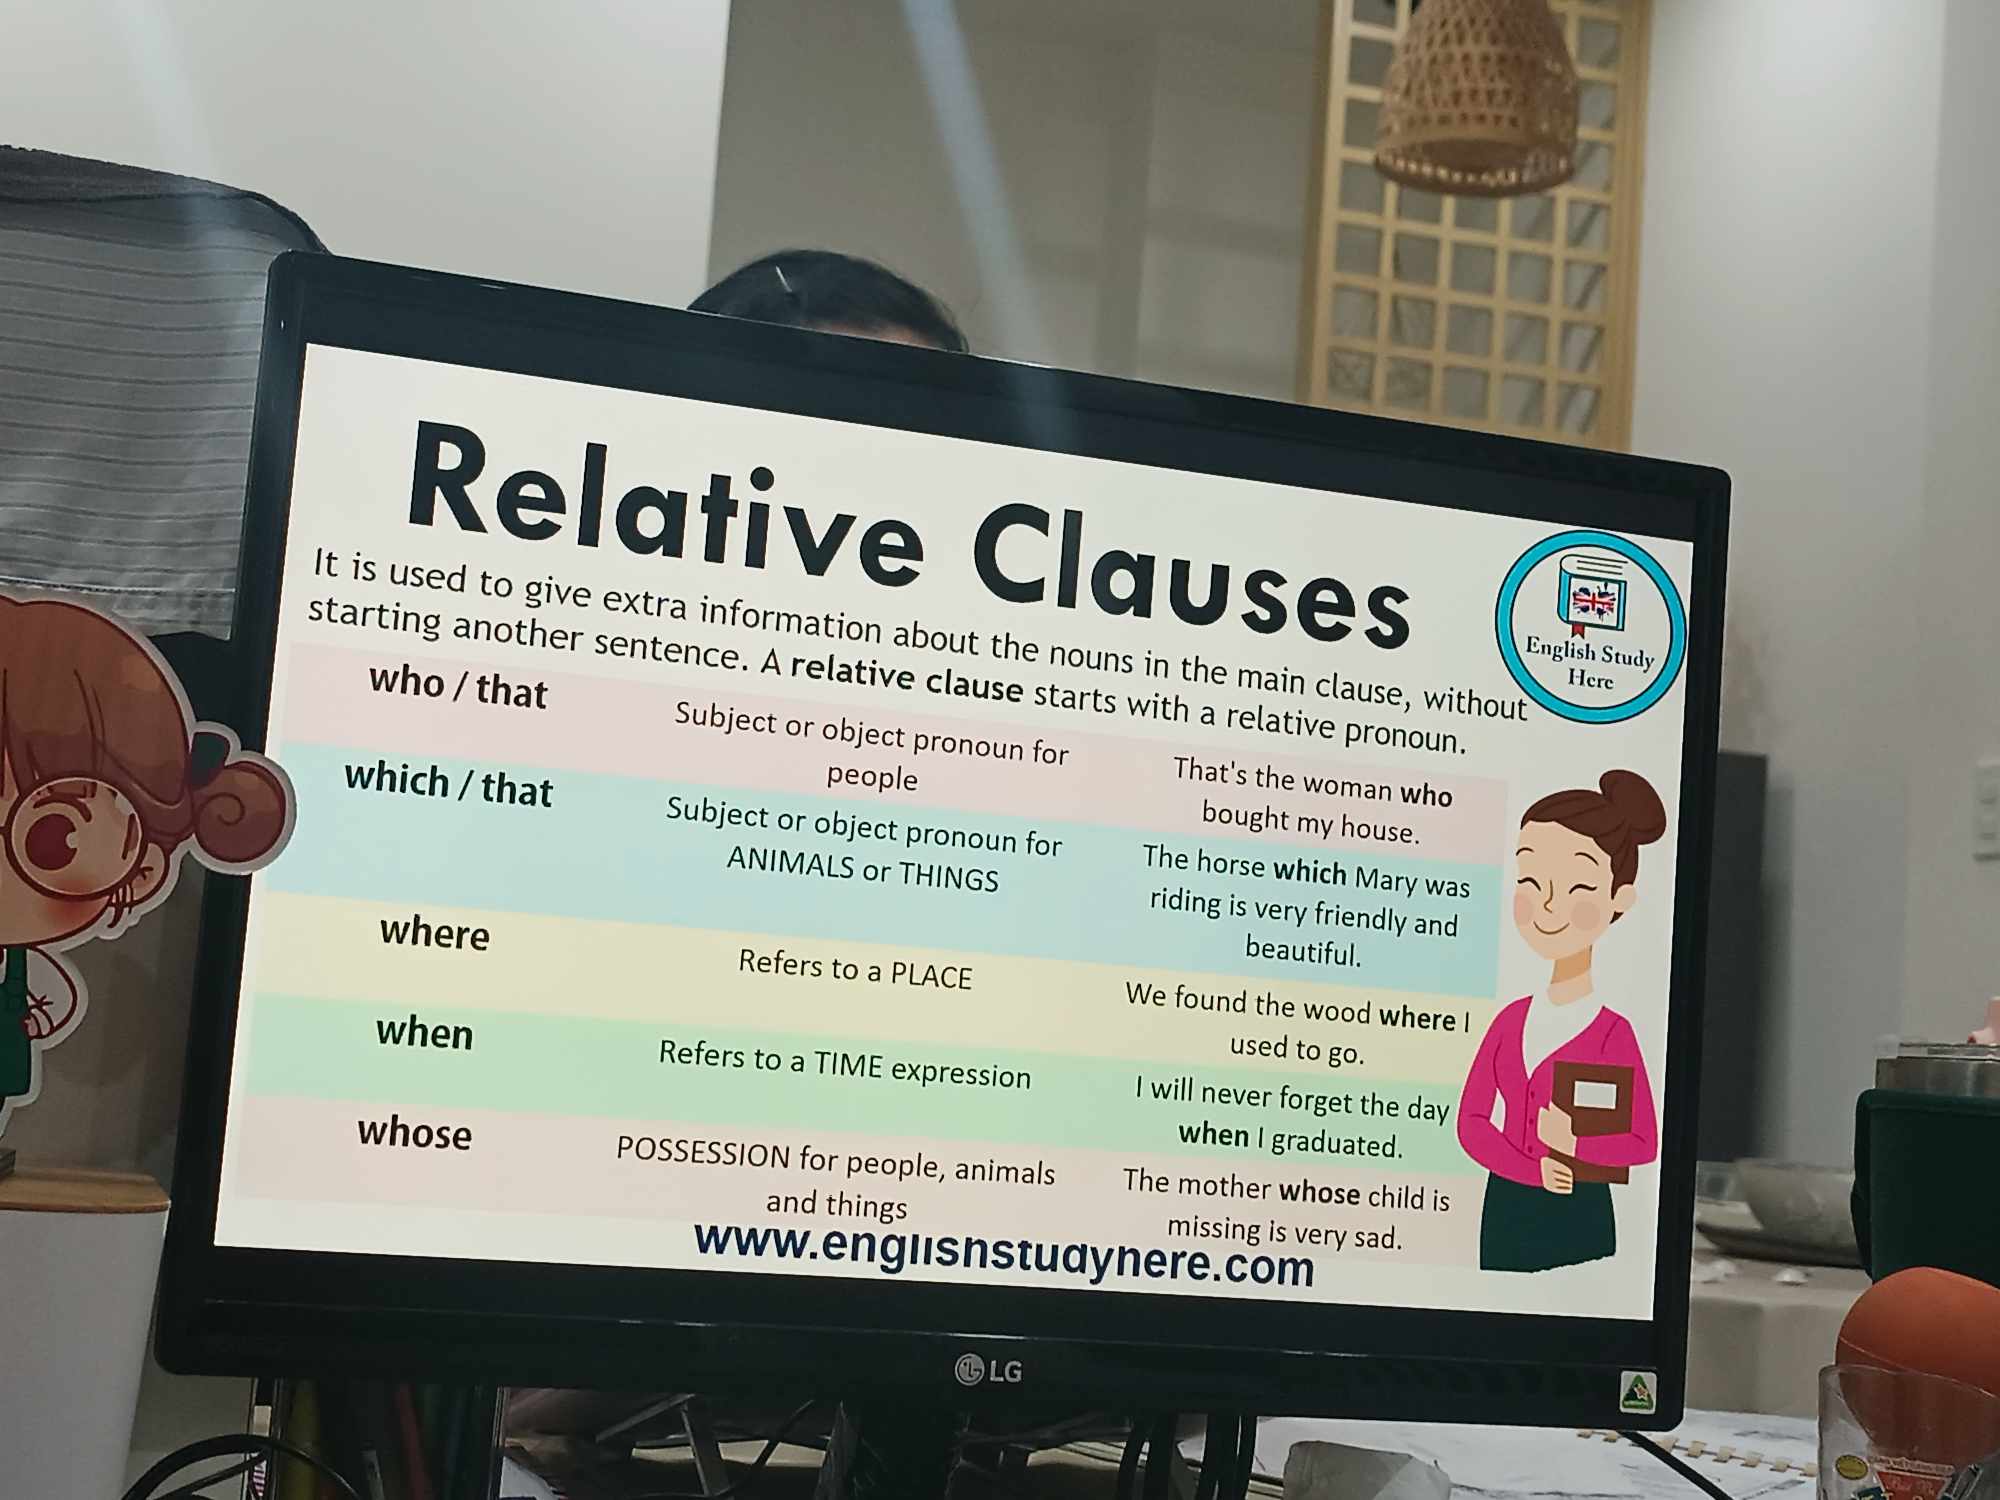 Relative Clauses
It is used to give extra information about the nouns in the main clause, without
starting another sentence. A relative clause starts with a relative pronoun.
English Study
Here
who / that
Subject or object pronoun for
people
That's the woman who
bought my house.
which / that
Subject or object pronoun for
ANIMALS or THINGS
The horse which Mary was
riding is very friendly and
beautiful.
where
Refers to a PLACE
We found the wood where I
used to go.
when
Refers to a TIME expression
I will never forget the day
when I graduated.
whose
POSSESSION for people, animals
and things
The mother whose child is
missing is very sad.
www.englishstudyhere.com
LG